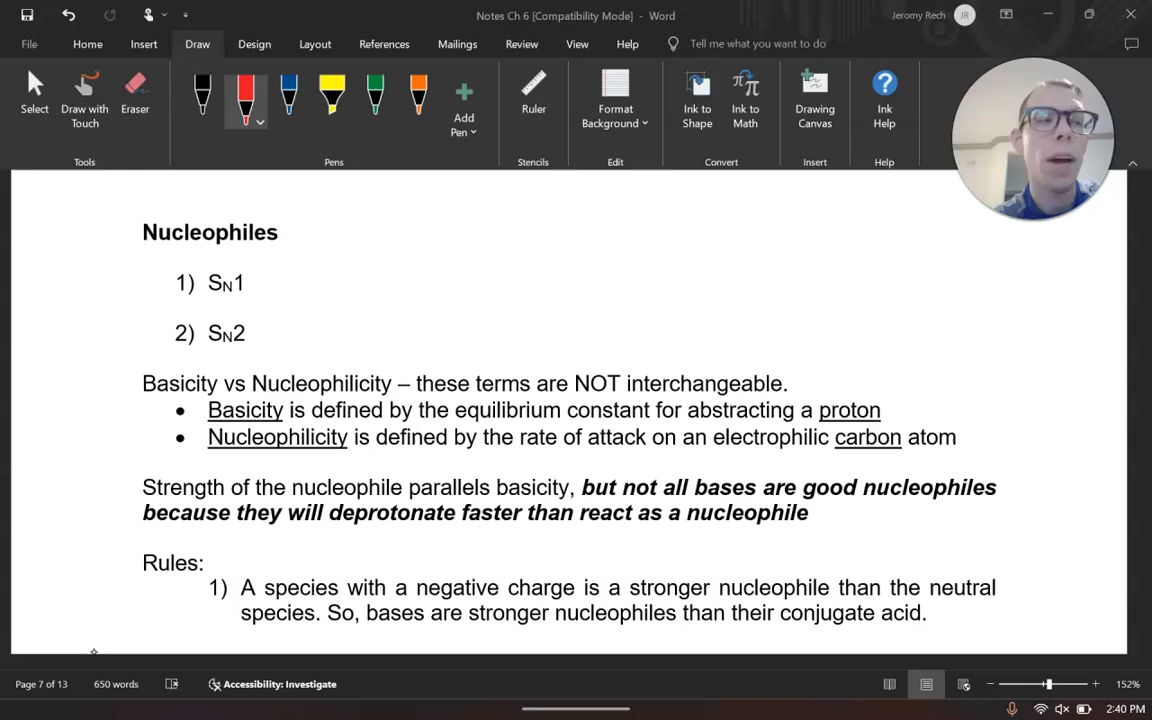 Notes Ch 6 [Compatibility Mode] - Word
Jeromy Rech
JR
File Home Insert Draw Design Layout References Mailings Review View Help Tell me what you want to do
Select
Draw with Touch
Eraser
Add Pen
Ruler
Format Background
Ink to Shape
Ink to Math
Drawing Canvas
Ink Help
Tools Pens Stencils Edit Convert Insert Help
Nucleophiles
1) SN1
2) SN2
Basicity vs Nucleophilicity – these terms are NOT interchangeable.
• Basicity is defined by the equilibrium constant for abstracting a proton
• Nucleophilicity is defined by the rate of attack on an electrophilic carbon atom
Strength of the nucleophile parallels basicity, but not all bases are good nucleophiles
because they will deprotonate faster than react as a nucleophile
Rules:
1) A species with a negative charge is a stronger nucleophile than the neutral
species. So, bases are stronger nucleophiles than their conjugate acid.
Page 7 of 13 650 words Accessibility: Investigate 152%
2:40 PM